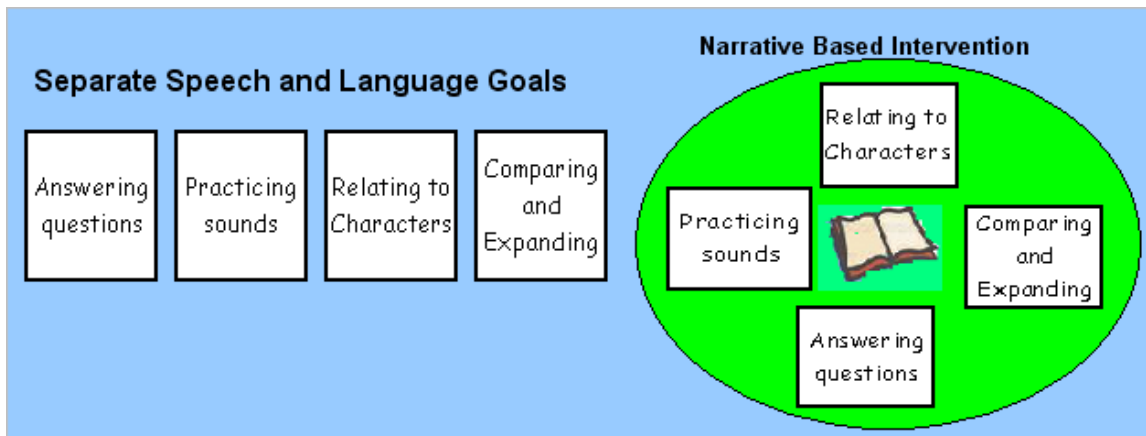 Separate Speech and Language Goals
Answering
questions
Practicing
sounds
Relating to
Characters
Comparing
and
Expanding
Narrative Based Intervention
Relating to
Characters
Practicing
sounds
Comparing
and
Expanding
Answering
questions